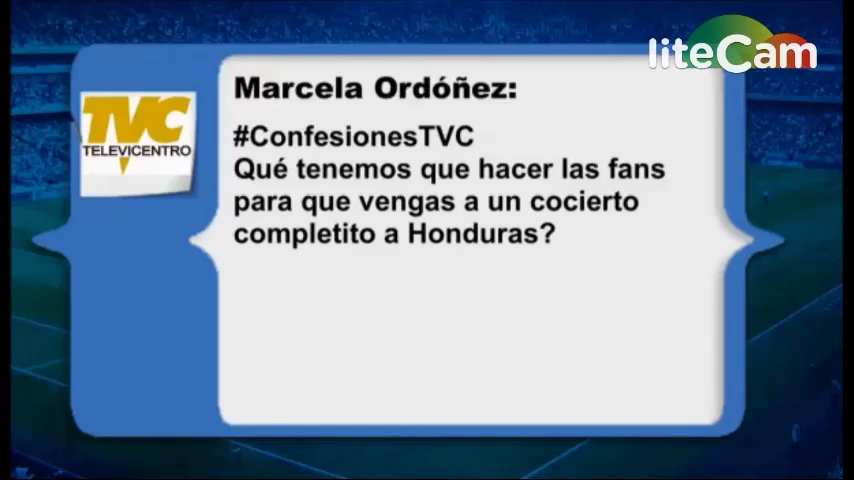 liteCam
Marcela Ordóñez:
TVC
TELEVICENTRO
#ConfesionesTVC
Qué tenemos que hacer las fans
para que vengas a un cocierto
completito a Honduras?